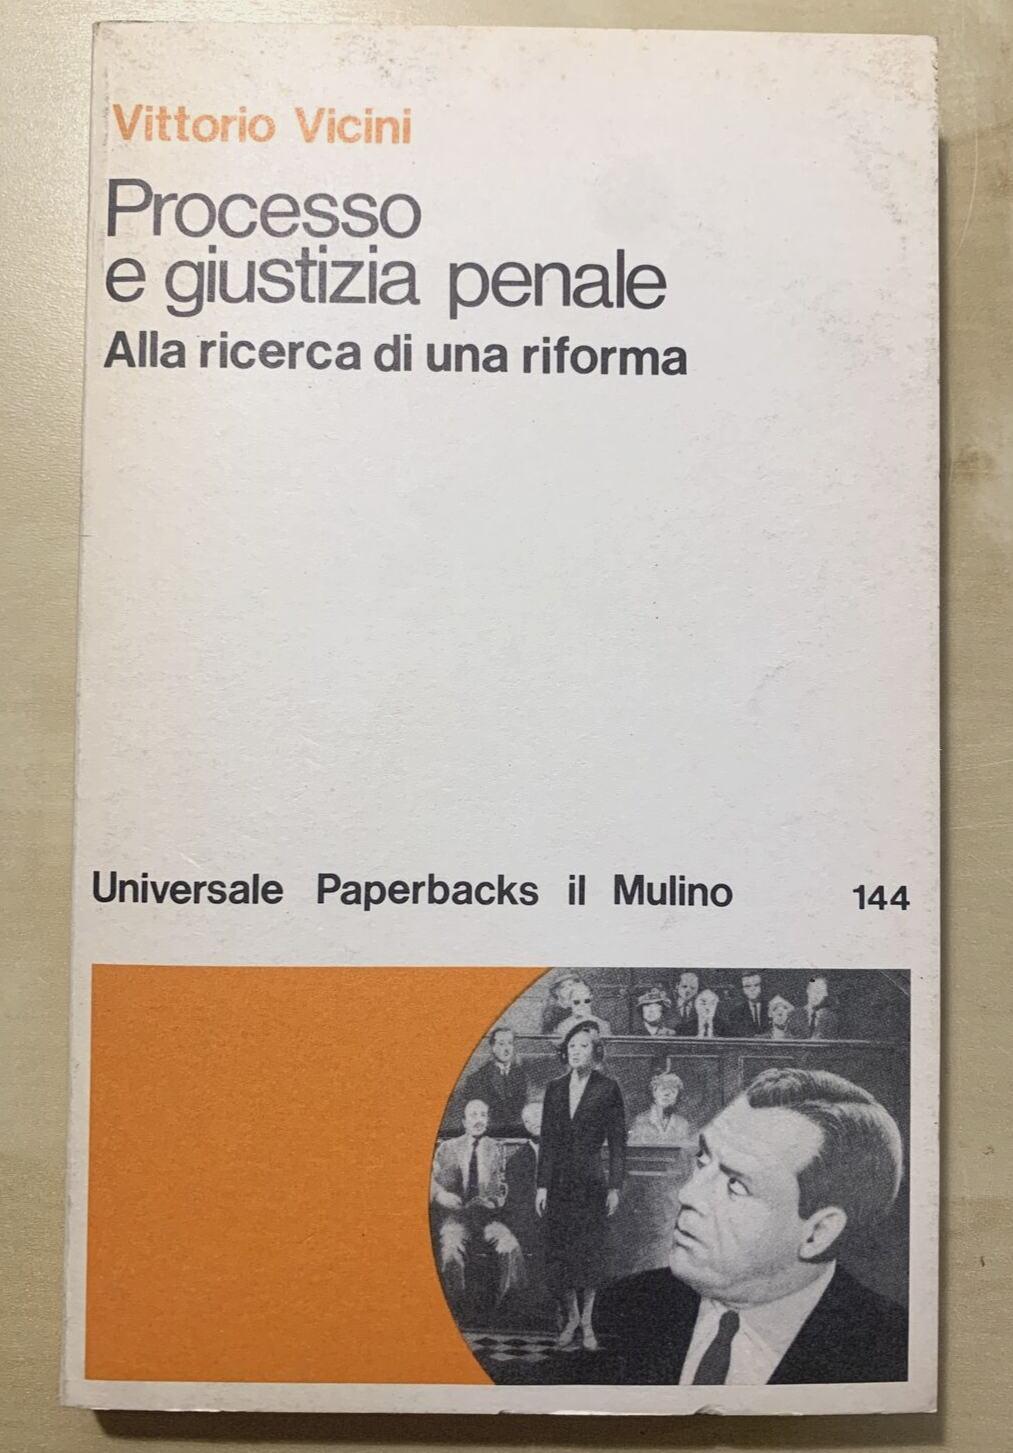 Vittorio Vicini
Processo
e giustizia penale
Alla ricerca di una riforma
Universale Paperbacks il Mulino 144